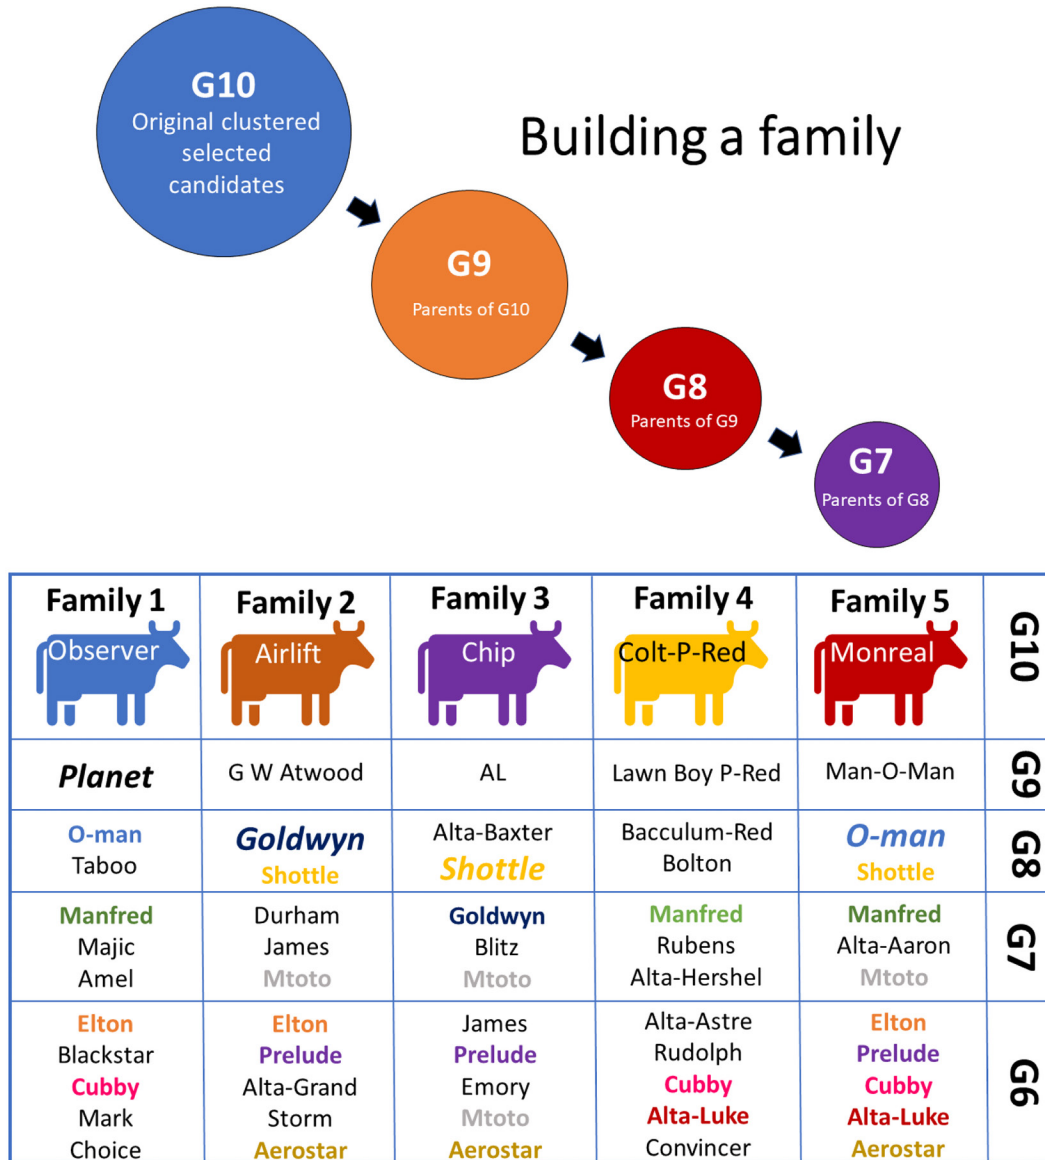 G10
Original clustered
selected
candidates
Building a family
G9
Parents of G10
G8
Parents of G9
G7
Parents of G8
Family 1
Family 2
Family 3
Family 4
Family 5
Observer
Airlift
Chip
Colt-P-Red
Monreal
G10
Planet
G W Atwood
AL
Lawn Boy P-Red
Man-O-Man
G9
O-man
Taboo
Goldwyn
Shottle
Alta-Baxter
Shottle
Bacculum-Red
Bolton
O-man
Shottle
G8
Manfred
Majic
Amel
Durham
James
Mtoto
Goldwyn
Blitz
Mtoto
Manfred
Rubens
Alta-Hershel
Manfred
Alta-Aaron
Mtoto
G7
Elton
Blackstar
Cubby
Mark
Choice
Elton
Prelude
Alta-Grand
Storm
Aerostar
James
Prelude
Emory
Mtoto
Aerostar
Alta-Astre
Rudolph
Cubby
Alta-Luke
Convincer
Elton
Prelude
Cubby
Alta-Luke
Aerostar
G6